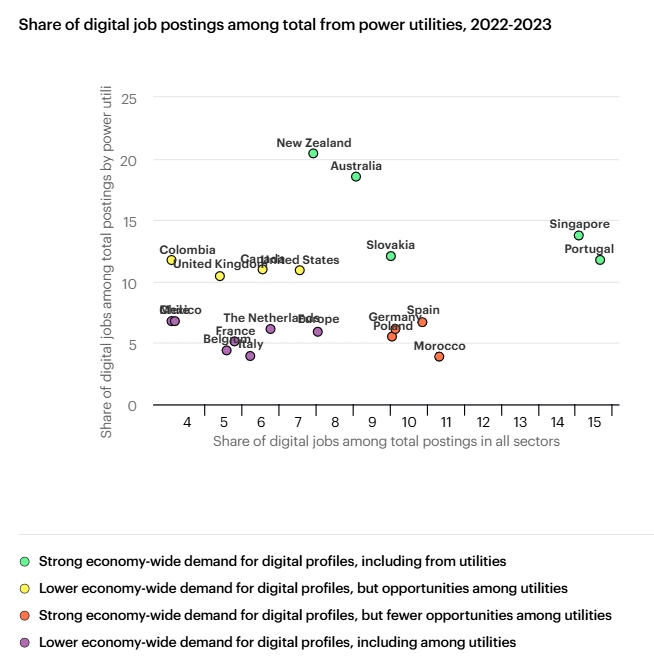 Share of digital job postings among total from power utilities, 2022-2023
Share of digital jobs among total postings by power utili
25
20
15
10
5
0
New Zealand
Australia
Singapore
Portugal
Slovakia
Colombia
United Kingdom
Canada
United States
Chile
Mexico
The Netherlands
Europe
France
Belgium
Italy
Germany
Poland
Spain
Morocco
4 5 6 7 8 9 10 11 12 13 14 15
Share of digital jobs among total postings in all sectors
Strong economy-wide demand for digital profiles, including from utilities
Lower economy-wide demand for digital profiles, but opportunities among utilities
Strong economy-wide demand for digital profiles, but fewer opportunities among utilities
Lower economy-wide demand for digital profiles, including among utilities